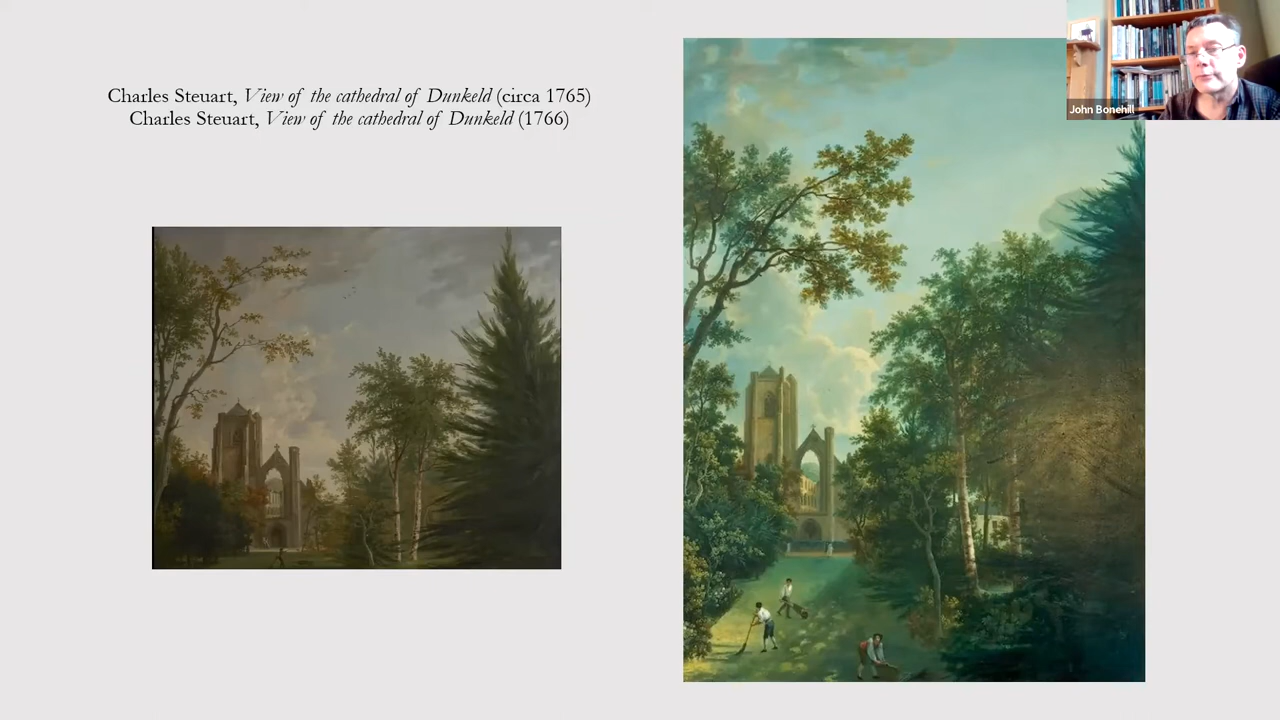 Charles Steuart, View of the cathedral of Dunkeld (circa 1765)
Charles Steuart, View of the cathedral of Dunkeld (1766)
John Bonehill